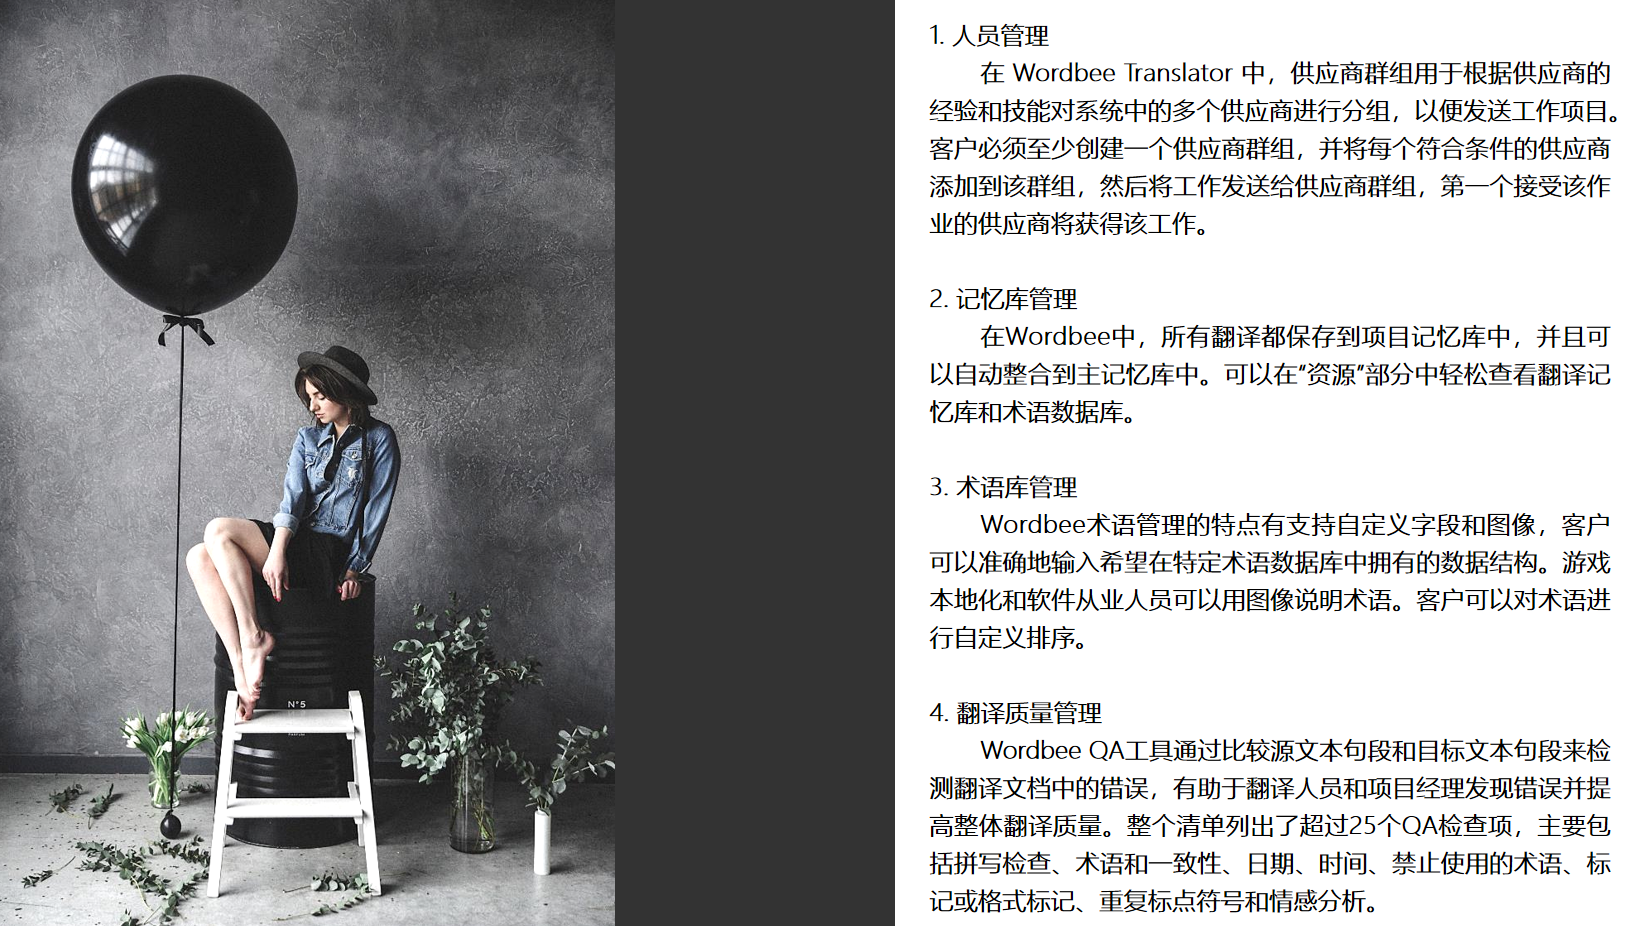 1. 人员管理
在 Wordbee Translator 中，供应商群组用于根据供应商的
经验和技能对系统中的多个供应商进行分组，以便发送工作项目。
客户必须至少创建一个供应商群组，并将每个符合条件的供应商
添加到该群组，然后将工作发送给供应商群组，第一个接受该作
业的供应商将获得该工作。
2. 记忆库管理
在Wordbee中，所有翻译都保存到项目记忆库中，并且可
以自动整合到主记忆库中。可以在“资源”部分中轻松查看翻译记
忆库和术语数据库。
3. 术语库管理
Wordbee术语管理的特点有支持自定义字段和图像，客户
可以准确地输入希望在特定术语数据库中拥有的数据结构。游戏
本地化和软件从业人员可以用图像说明术语。客户可以对术语进
行自定义排序。
4. 翻译质量管理
Wordbee QA工具通过比较源文本句段和目标文本句段来检
测翻译文档中的错误，有助于翻译人员和项目经理发现错误并提
高整体翻译质量。整个清单列出了超过25个QA检查项，主要包
括拼写检查、术语和一致性、日期、时间、禁止使用的术语、标
记或格式标记、重复标点符号和情感分析。
N°5